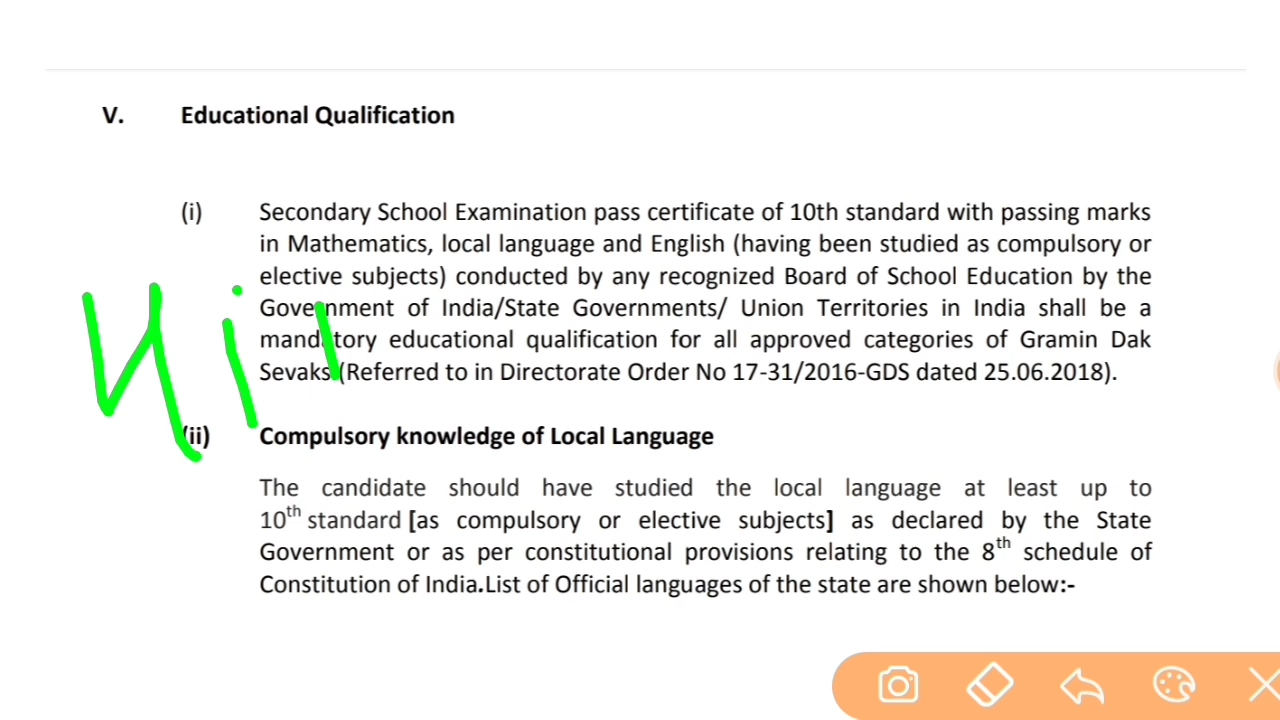 V. Educational Qualification
(i) Secondary School Examination pass certificate of 10th standard with passing marks
in Mathematics, local language and English (having been studied as compulsory or
elective subjects) conducted by any recognized Board of School Education by the
Government of India/State Governments/ Union Territories in India shall be a
mandatory educational qualification for all approved categories of Gramin Dak
Sevaks (Referred to in Directorate Order No 17-31/2016-GDS dated 25.06.2018).
(ii) Compulsory knowledge of Local Language
The candidate should have studied the local language at least up to
10th standard [as compulsory or elective subjects] as declared by the State
Government or as per constitutional provisions relating to the 8th schedule of
Constitution of India.List of Official languages of the state are shown below:-